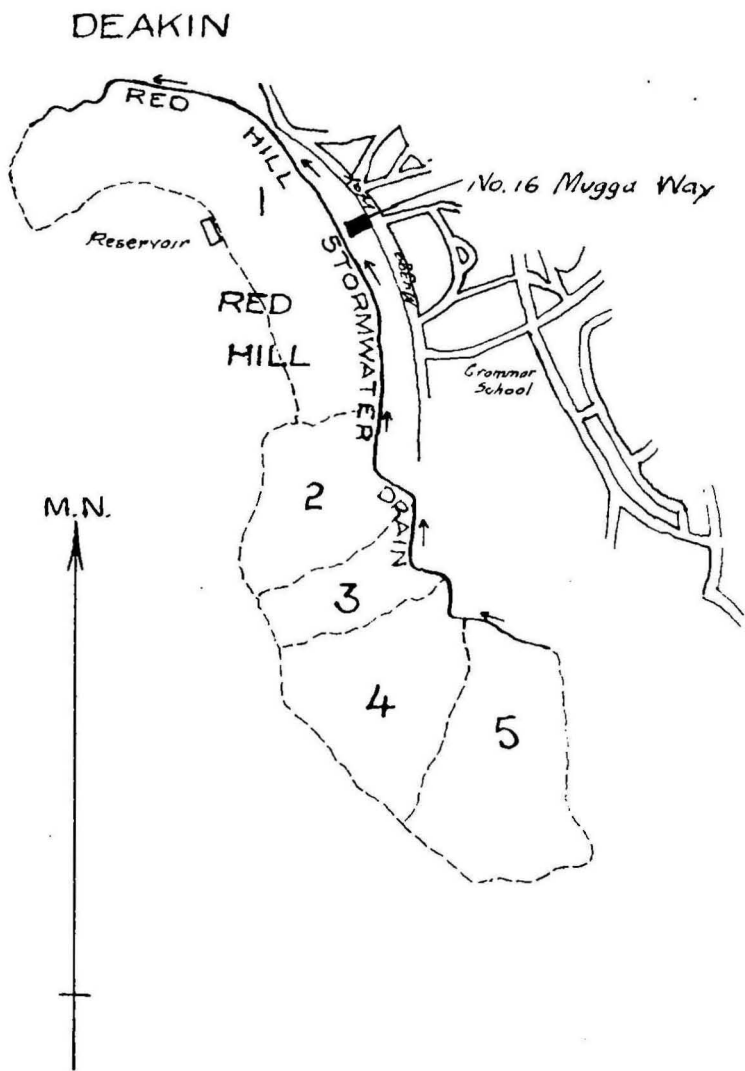 DEAKIN
RED HILL STORMWATER DRAIN
No. 16 Mugga Way
1
Reservoir
RED
HILL
Grammar
School
2
M.N.
3
4
5